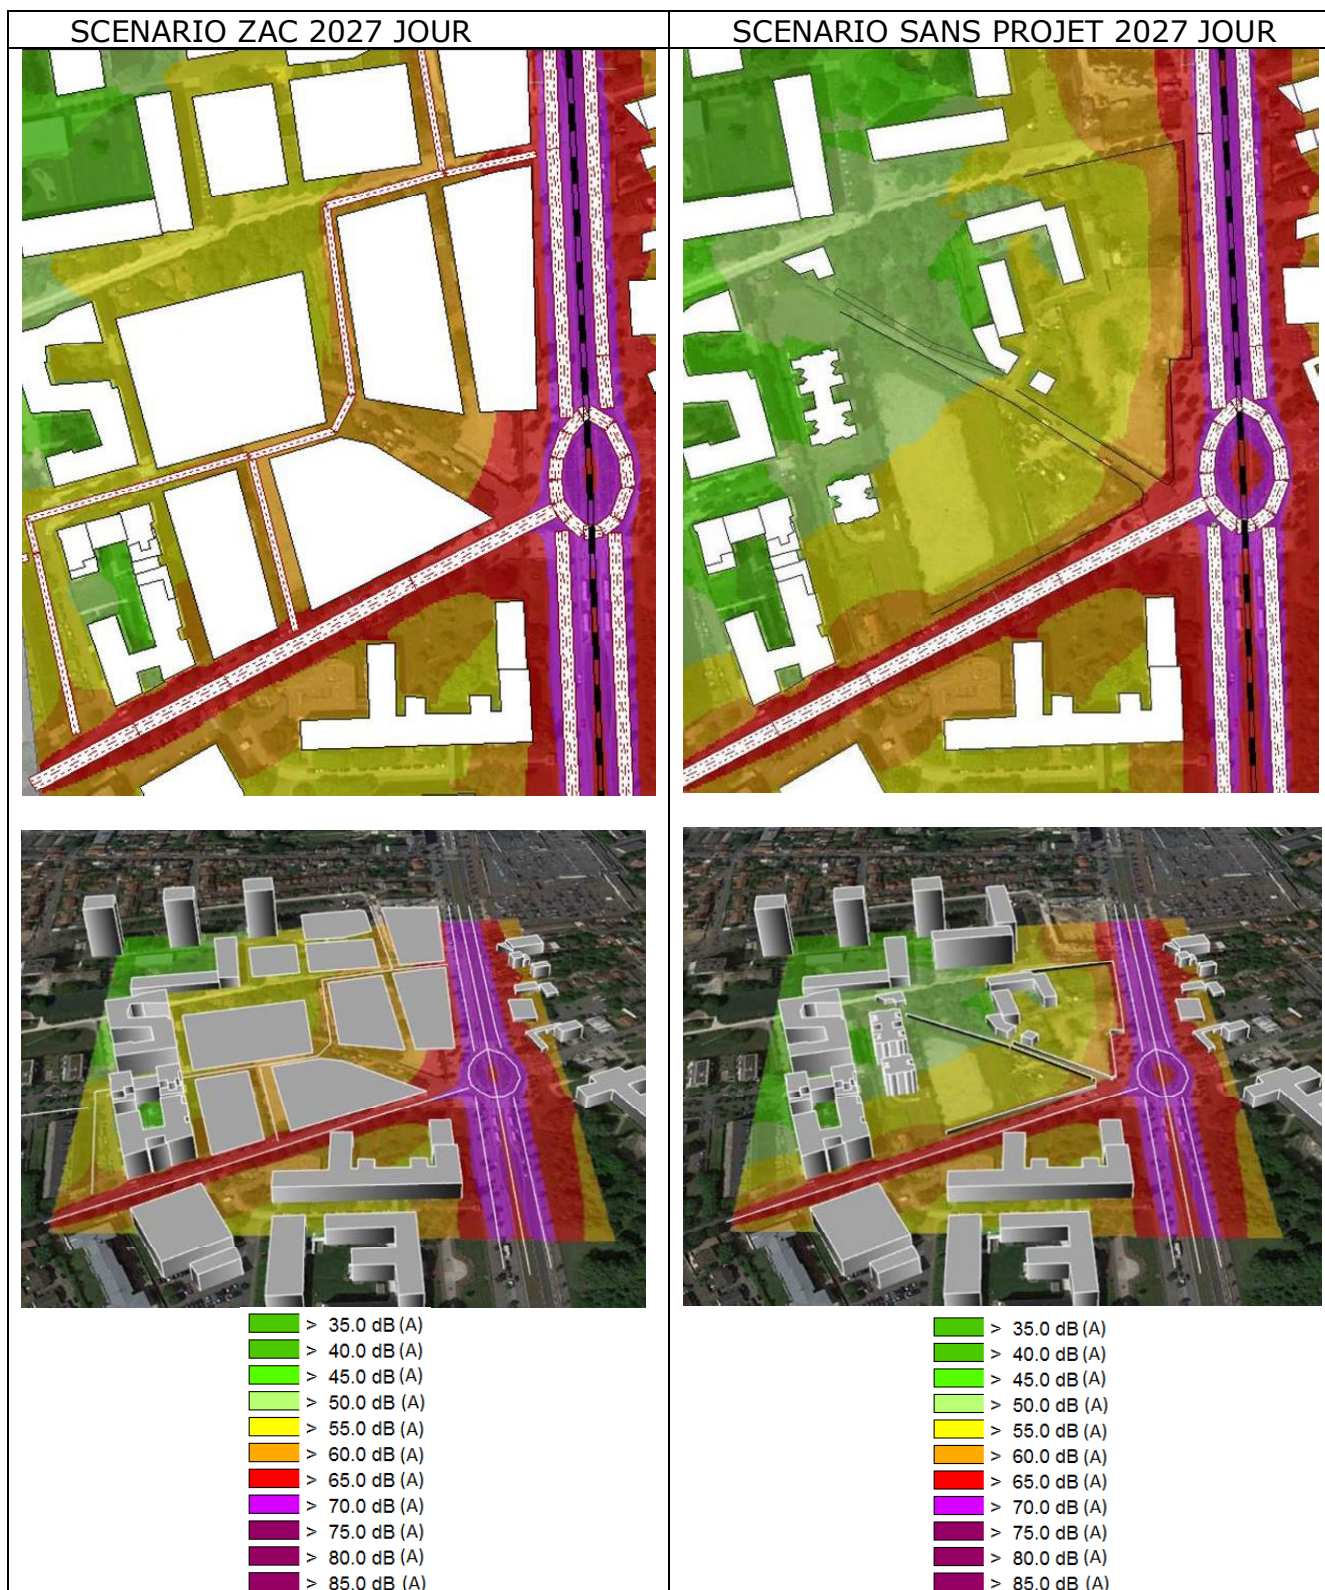 SCENARIO ZAC 2027 JOUR
SCENARIO SANS PROJET 2027 JOUR
> 35.0 dB (A)
> 40.0 dB (A)
> 45.0 dB (A)
> 50.0 dB (A)
> 55.0 dB (A)
> 60.0 dB (A)
> 65.0 dB (A)
> 70.0 dB (A)
> 75.0 dB (A)
> 80.0 dB (A)
> 85.0 dB (A)
> 35.0 dB (A)
> 40.0 dB (A)
> 45.0 dB (A)
> 50.0 dB (A)
> 55.0 dB (A)
> 60.0 dB (A)
> 65.0 dB (A)
> 70.0 dB (A)
> 75.0 dB (A)
> 80.0 dB (A)
> 85.0 dB (A)